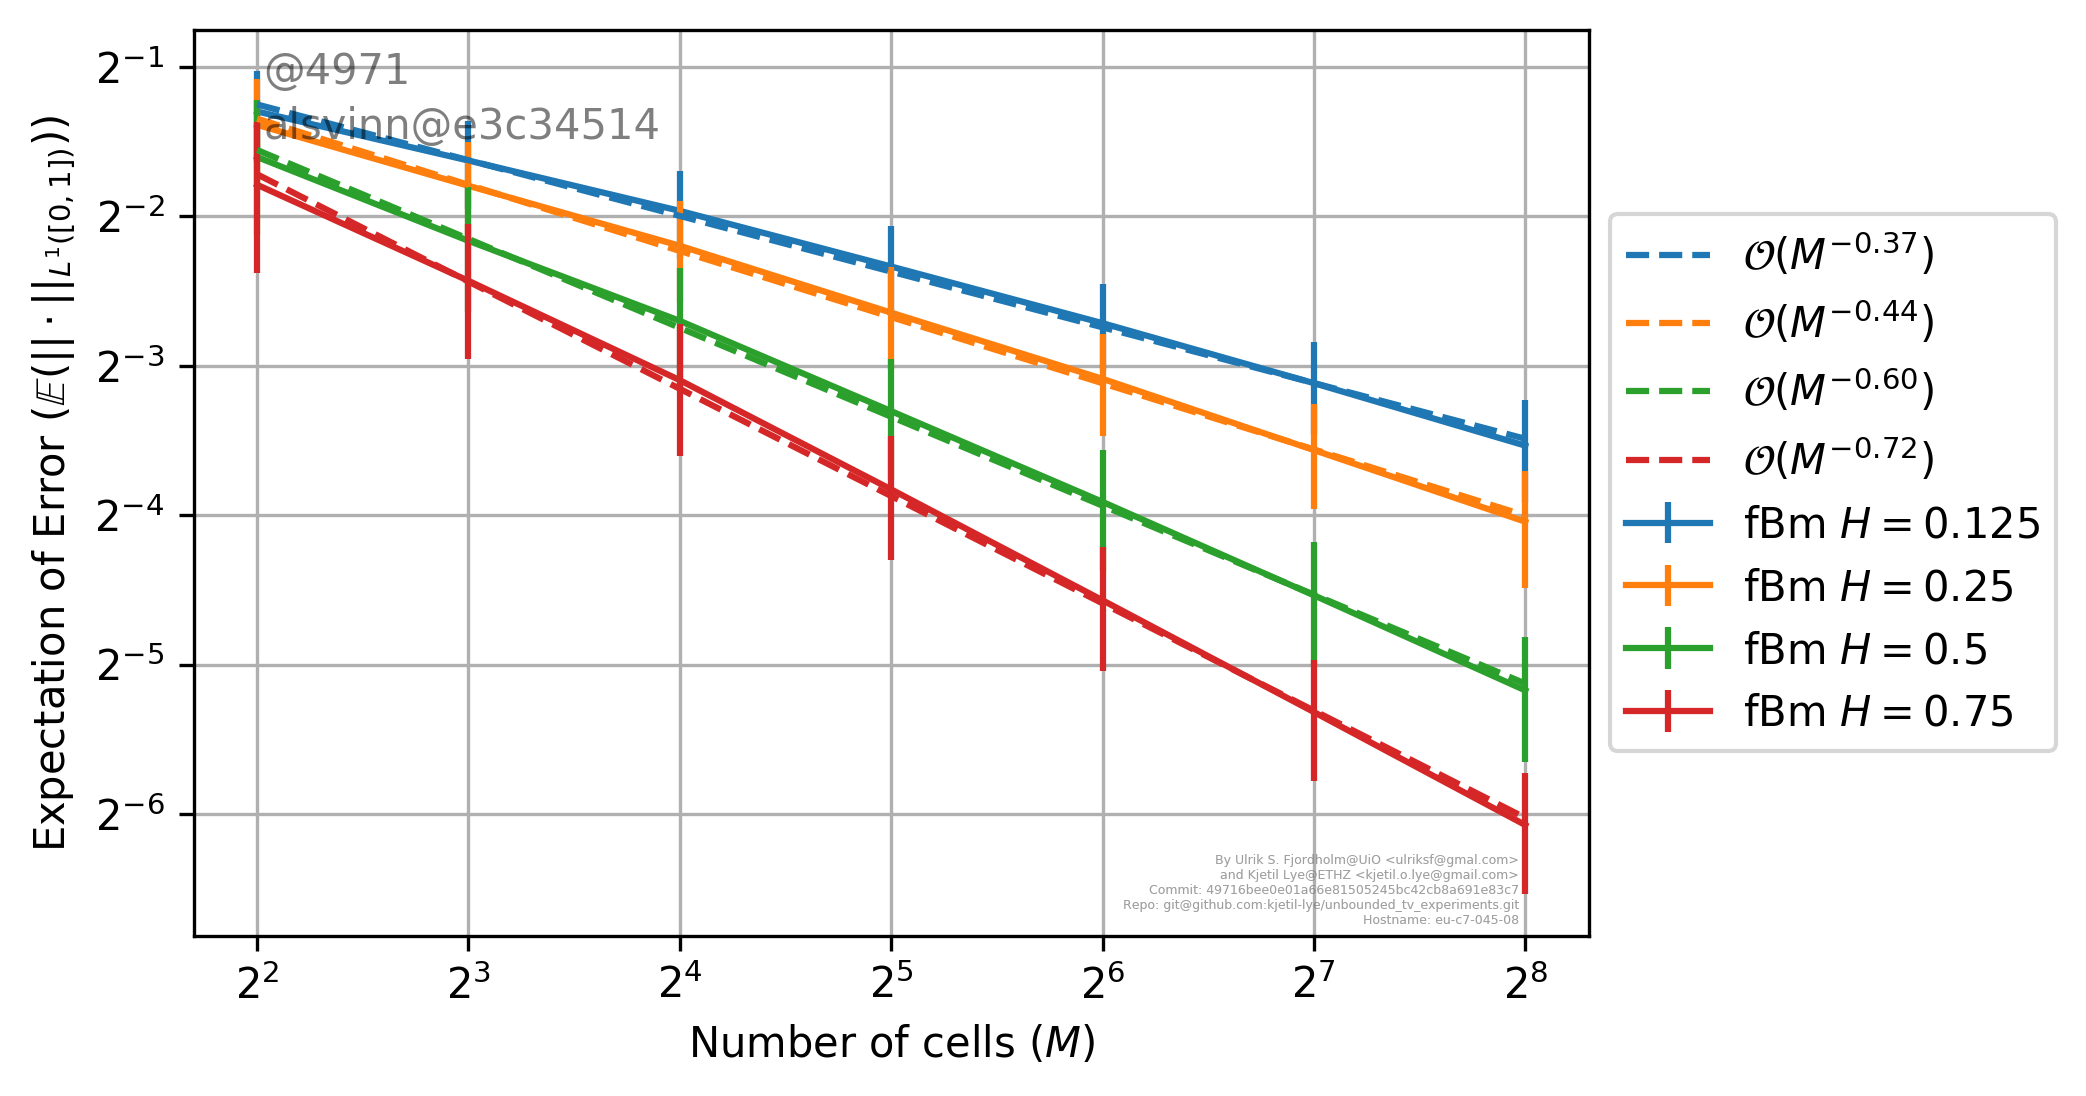 @4971
alsvinn@e3c34514
Expectation of Error (𝔼(||·||_{L^1([0,1])}))
2^{-1}
2^{-2}
2^{-3}
2^{-4}
2^{-5}
2^{-6}
2^2
2^3
2^4
2^5
2^6
2^7
2^8
Number of cells (M)
𝒪(M^{-0.37})
𝒪(M^{-0.44})
𝒪(M^{-0.60})
𝒪(M^{-0.72})
fBm H = 0.125
fBm H = 0.25
fBm H = 0.5
fBm H = 0.75
By Ulrik S. Fjordholm@UiO <ulriksf@gmal.com>
and Kjetil Lye@ETHZ <kjetil.o.lye@gmail.com>
Commit: 49716bee0e01a66e81505245bc42cb8a691e83c7
Repo: git@github.com:kjetil-lye/unbounded_tv_experiments.git
Hostname: eu-c7-045-08